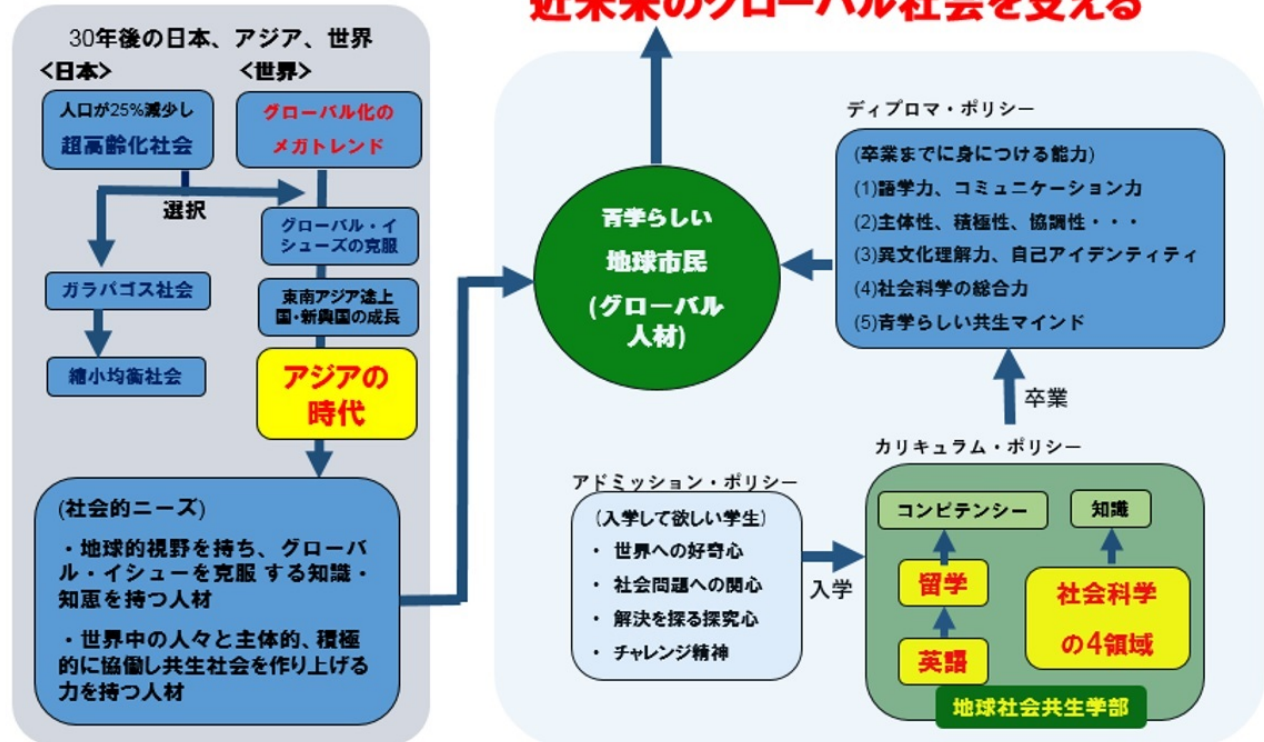 近未来のグローバル社会を支える
30年後の日本、アジア、世界
<日本>
<世界>
人口が25%減少し
超高齢化社会
グローバル化の
メガトレンド
選択
グローバル・イ
シューズの克服
ガラパゴス社会
東南アジア途上
国・新興国の成長
縮小均衡社会
アジアの
時代
(社会的ニーズ)
・地球的視野を持ち、グローバ
ル・イシューを克服 する知識・
知恵を持つ人材
・世界中の人々と主体的、積極
的に協働し共生社会を作り上げる
力を持つ人材
青学らしい
地球市民
(グローバル
人材)
ディプロマ・ポリシー
(卒業までに身につける能力)
(1)語学力、コミュニケーション力
(2)主体性、積極性、協調性・・・
(3)異文化理解力、自己アイデンティティ
(4)社会科学の総合力
(5)青学らしい共生マインド
卒業
アドミッション・ポリシー
(入学して欲しい学生)
・ 世界への好奇心
・ 社会問題への関心
・ 解決を探る探究心
・ チャレンジ精神
入学
カリキュラム・ポリシー
コンピテンシー
知識
留学
英語
社会科学
の4領域
地球社会共生学部